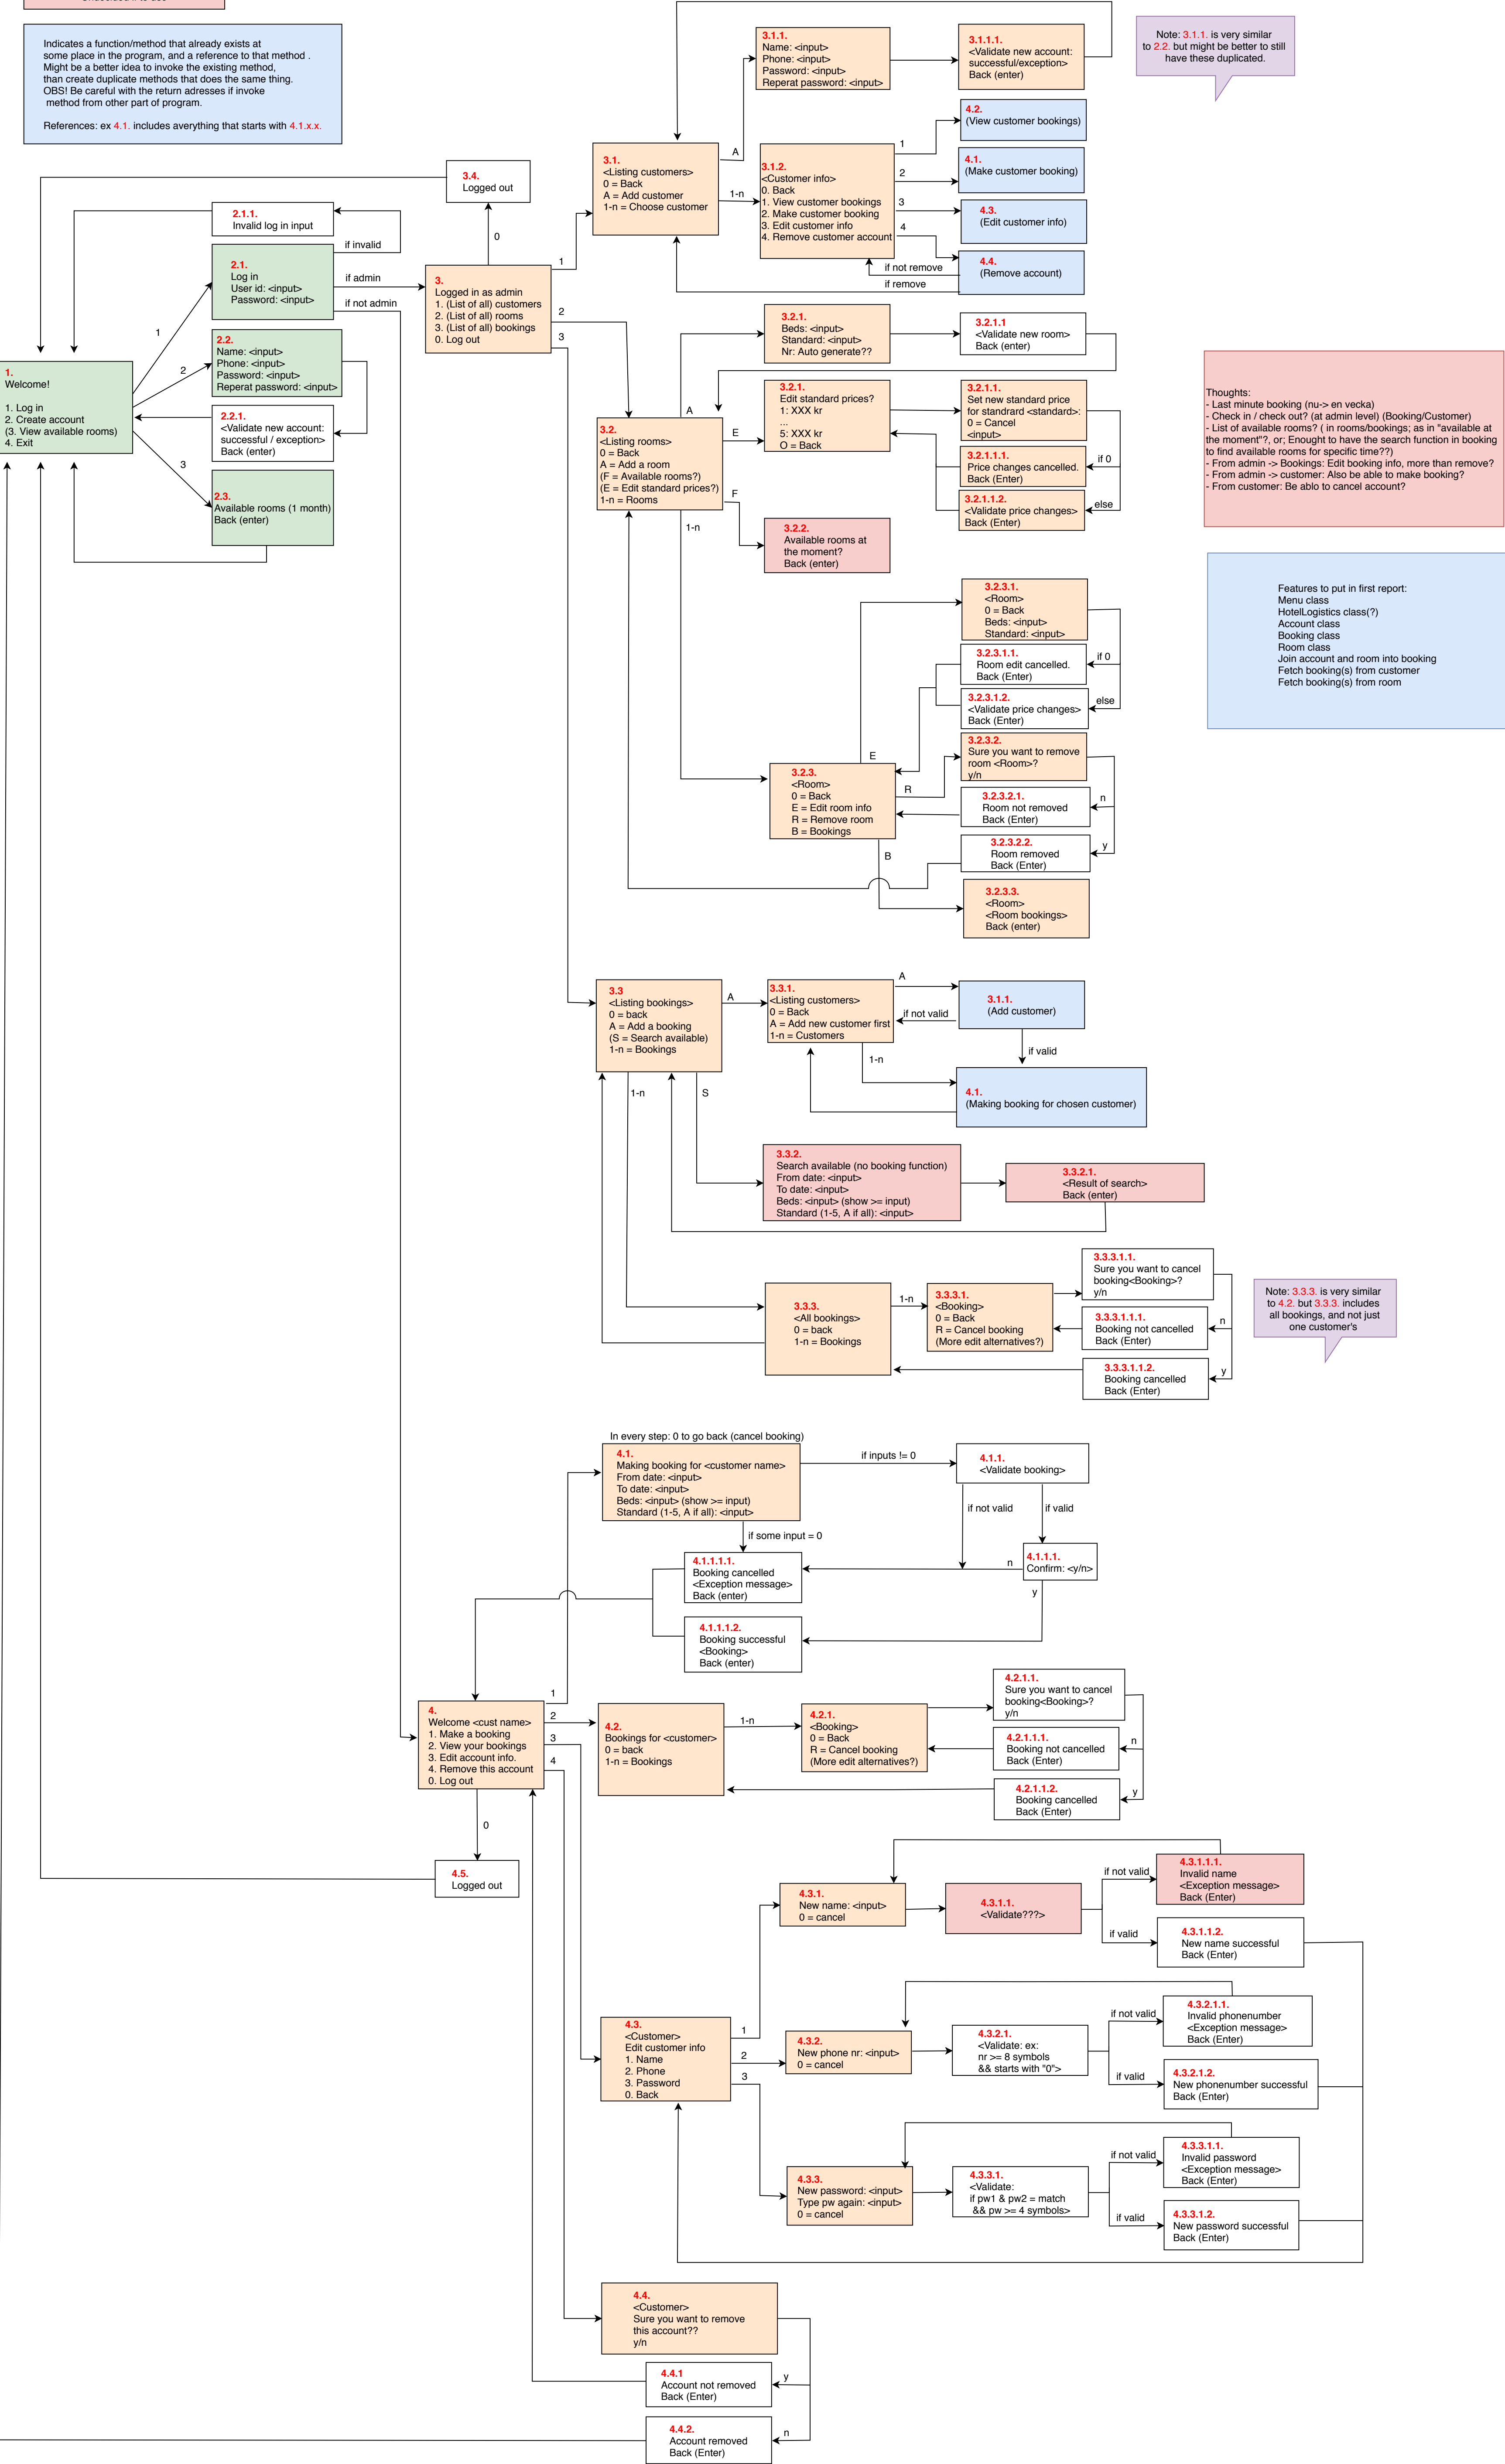 Indicates a function/method that already exists at
some place in the program, and a reference to that method .
Might be a better idea to invoke the existing method,
than create duplicate methods that does the same thing.
OBS! Be careful with the return adresses if invoke
method from other part of program.
References: ex 4.1. includes averything that starts with 4.1.x.x.
3.4.
Logged out
0
2.1.1.
Invalid log in input
if invalid
2.1.
Log in
User id: <input>
Password: <input>
if admin
if not admin
1
2.2.
Name: <input>
Phone: <input>
Password: <input>
Reperat password: <input>
2
1.
Welcome!
1. Log in
2. Create account
(3. View available rooms)
4. Exit
2.2.1.
<Validate new account:
successful / exception>
Back (enter)
3
2.3.
Available rooms (1 month)
Back (enter)
3.
Logged in as admin
1. (List of all) customers
2. (List of all) rooms
3. (List of all) bookings
0. Log out
1
2
3
3.1.
<Listing customers>
0 = Back
A = Add customer
1-n = Choose customer
A
1-n
3.1.1.
Name: <input>
Phone: <input>
Password: <input>
Reperat password: <input>
3.1.1.1.
<Validate new account:
successful/exception>
Back (enter)
Note: 3.1.1. is very similar
to 2.2. but might be better to still
have these duplicated.
3.1.2.
<Customer info>
0. Back
1. View customer bookings
2. Make customer booking
3. Edit customer info
4. Remove customer account
1
2
3
4
4.2.
(View customer bookings)
4.1.
(Make customer booking)
4.3.
(Edit customer info)
4.4.
(Remove account)
if not remove
if remove
3.2.1.
Beds: <input>
Standard: <input>
Nr: Auto generate??
3.2.1.1
<Validate new room>
Back (enter)
3.2.
<Listing rooms>
0 = Back
A = Add a room
(F = Available rooms?)
(E = Edit standard prices?)
1-n = Rooms
A
E
F
1-n
3.2.1.
Edit standard prices?
1: XXX kr
...
5: XXX kr
O = Back
3.2.1.1.
Set new standard price
for standrard <standard>:
0 = Cancel
<input>
if 0
3.2.1.1.1.
Price changes cancelled.
Back (Enter)
else
3.2.1.1.2.
<Validate price changes>
Back (Enter)
3.2.2.
Available rooms at
the moment?
Back (enter)
Thoughts:
- Last minute booking (nu-> en vecka)
- Check in / check out? (at admin level) (Booking/Customer)
- List of available rooms? ( in rooms/bookings; as in "available at
the moment"?, or; Enought to have the search function in booking
to find available rooms for specific time??)
- From admin -> Bookings: Edit booking info, more than remove?
- From admin -> customer: Also be able to make booking?
- From customer: Be ablo to cancel account?
Features to put in first report:
Menu class
HotelLogistics class(?)
Account class
Booking class
Room class
Join account and room into booking
Fetch booking(s) from customer
Fetch booking(s) from room
3.2.3.1.
<Room>
0 = Back
Beds: <input>
Standard: <input>
3.2.3.1.1.
Room edit cancelled.
Back (Enter)
if 0
3.2.3.1.2.
<Validate price changes>
Back (Enter)
else
3.2.3.
<Room>
0 = Back
E = Edit room info
R = Remove room
B = Bookings
E
R
B
3.2.3.2.
Sure you want to remove
room <Room>?
y/n
3.2.3.2.1.
Room not removed
Back (Enter)
n
3.2.3.2.2.
Room removed
Back (Enter)
y
3.2.3.3.
<Room>
<Room bookings>
Back (enter)
3.3
<Listing bookings>
0 = back
A = Add a booking
(S = Search available)
1-n = Bookings
A
1-n
S
3.3.1.
<Listing customers>
0 = Back
A = Add new customer first
1-n = Customers
A
if not valid
1-n
3.1.1.
(Add customer)
if valid
4.1.
(Making booking for chosen customer)
3.3.2.
Search available (no booking function)
From date: <input>
To date: <input>
Beds: <input> (show >= input)
Standard (1-5, A if all): <input>
3.3.2.1.
<Result of search>
Back (enter)
3.3.3.
<All bookings>
0 = back
1-n = Bookings
1-n
3.3.3.1.
<Booking>
0 = Back
R = Cancel booking
(More edit alternatives?)
3.3.3.1.1.
Sure you want to cancel
booking<Booking>?
y/n
3.3.3.1.1.1.
Booking not cancelled
Back (Enter)
n
3.3.3.1.1.2.
Booking cancelled
Back (Enter)
y
Note: 3.3.3. is very similar
to 4.2. but 3.3.3. includes
all bookings, and not just
one customer's
In every step: 0 to go back (cancel booking)
4.1.
Making booking for <customer name>
From date: <input>
To date: <input>
Beds: <input> (show >= input)
Standard (1-5, A if all): <input>
if inputs != 0
4.1.1.
<Validate booking>
if some input = 0
if not valid
if valid
4.1.1.1.
Confirm: <y/n>
n
y
4.1.1.1.1.
Booking cancelled
<Exception message>
Back (enter)
4.1.1.1.2.
Booking successful
<Booking>
Back (enter)
4.
Welcome <cust name>
1. Make a booking
2. View your bookings
3. Edit account info.
4. Remove this account
0. Log out
1
2
3
4
0
4.5.
Logged out
4.2.
Bookings for <customer>
0 = back
1-n = Bookings
1-n
4.2.1.
<Booking>
0 = Back
R = Cancel booking
(More edit alternatives?)
4.2.1.1.
Sure you want to cancel
booking<Booking>?
y/n
4.2.1.1.1.
Booking not cancelled
Back (Enter)
n
4.2.1.1.2.
Booking cancelled
Back (Enter)
y
4.3.
<Customer>
Edit customer info
1. Name
2. Phone
3. Password
0. Back
1
2
3
4.3.1.
New name: <input>
0 = cancel
4.3.1.1.
<Validate???>
if not valid
if valid
4.3.1.1.1.
Invalid name
<Exception message>
Back (Enter)
4.3.1.1.2.
New name successful
Back (Enter)
4.3.2.
New phone nr: <input>
0 = cancel
4.3.2.1.
<Validate: ex:
nr >= 8 symbols
&& starts with "0">
if not valid
if valid
4.3.2.1.1.
Invalid phonenumber
<Exception message>
Back (Enter)
4.3.2.1.2.
New phonenumber successful
Back (Enter)
4.3.3.
New password: <input>
Type pw again: <input>
0 = cancel
4.3.3.1.
<Validate:
if pw1 & pw2 = match
&& pw >= 4 symbols>
if not valid
if valid
4.3.3.1.1.
Invalid password
<Exception message>
Back (Enter)
4.3.3.1.2.
New password successful
Back (Enter)
4.4.
<Customer>
Sure you want to remove
this account??
y/n
4.4.1
Account not removed
Back (Enter)
y
4.4.2.
Account removed
Back (Enter)
n